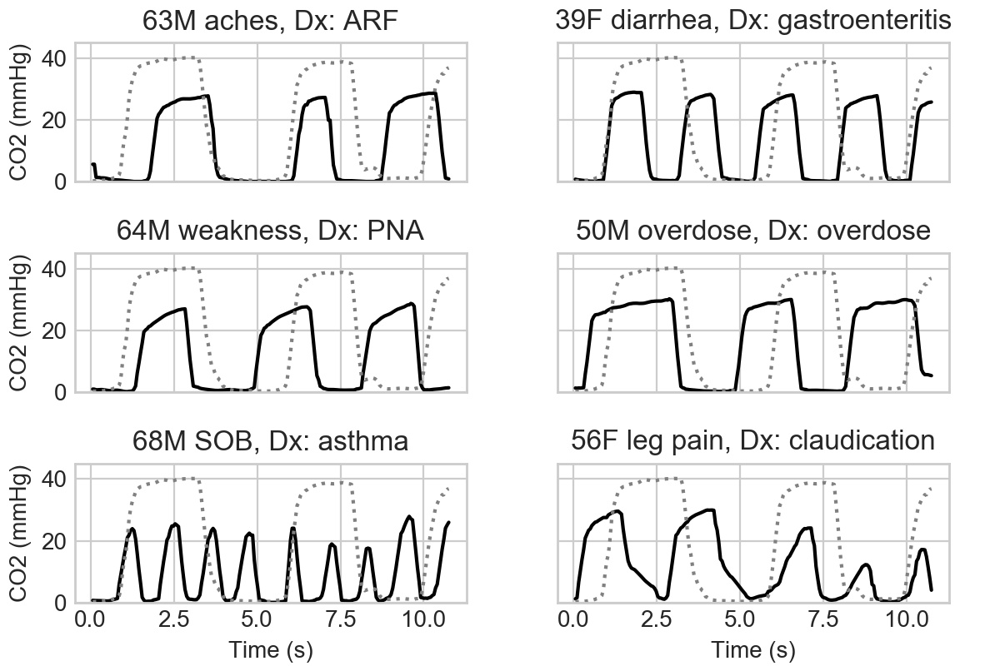 63M aches, Dx: ARF
39F diarrhea, Dx: gastroenteritis
CO2 (mmHg)
40
20
0
64M weakness, Dx: PNA
50M overdose, Dx: overdose
CO2 (mmHg)
40
20
0
68M SOB, Dx: asthma
56F leg pain, Dx: claudication
CO2 (mmHg)
40
20
0
0.0 2.5 5.0 7.5 10.0
0.0 2.5 5.0 7.5 10.0
Time (s)
Time (s)